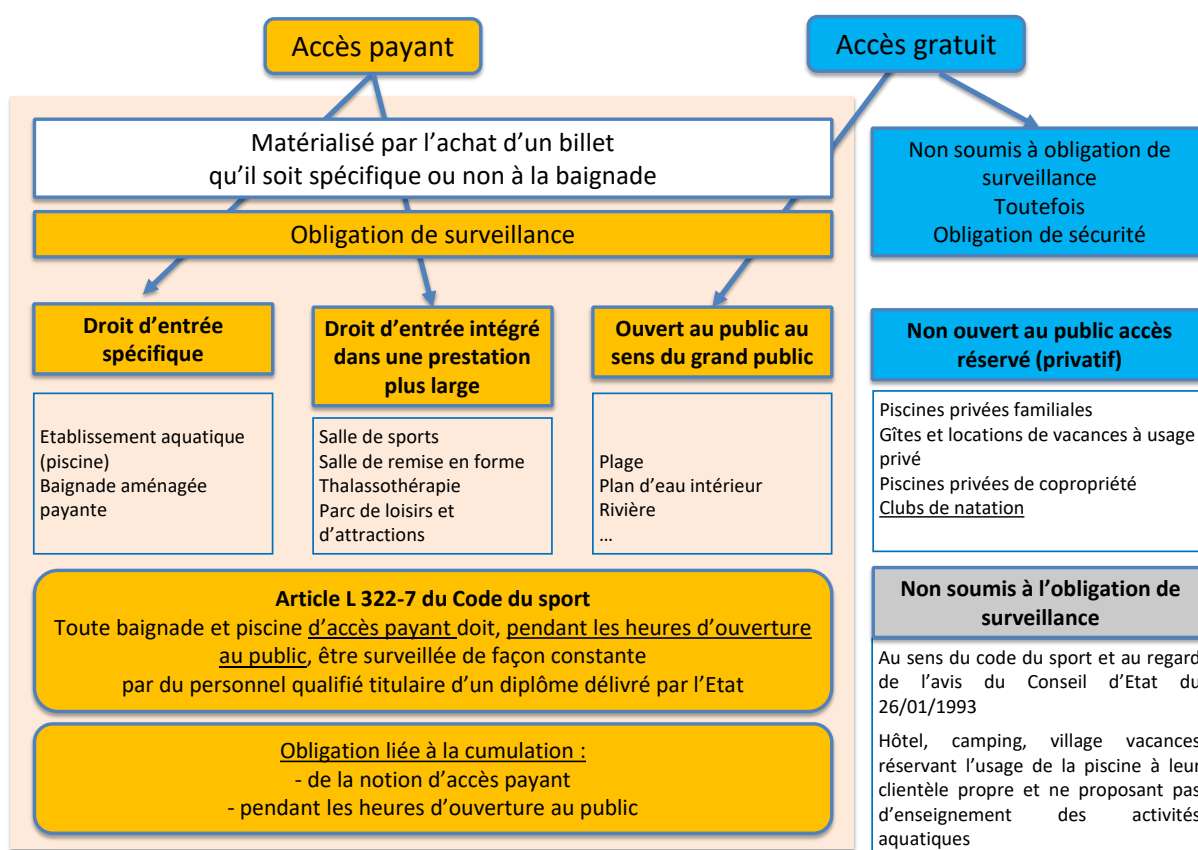 Accès payant
Accès gratuit
Matérialisé par l'achat d'un billet
qu'il soit spécifique ou non à la baignade
Obligation de surveillance
Non soumis à obligation de
surveillance
Toutefois
Obligation de sécurité
Droit d'entrée
spécifique
Droit d'entrée intégré
dans une prestation
plus large
Ouvert au public au
sens du grand public
Non ouvert au public accès
réservé (privatif)
Etablissement aquatique
(piscine)
Baignade aménagée
payante
Salle de sports
Salle de remise en forme
Thalassothérapie
Parc de loisirs et
d'attractions
Plage
Plan d'eau intérieur
Rivière
...
Piscines privées familiales
Gîtes et locations de vacances à usage
privé
Piscines privées de copropriété
Clubs de natation
Article L 322-7 du Code du sport
Toute baignade et piscine d'accès payant doit, pendant les heures d'ouverture
au public, être surveillée de façon constante
par du personnel qualifié titulaire d'un diplôme délivré par l'Etat
Obligation liée à la cumulation :
- de la notion d'accès payant
- pendant les heures d'ouverture au public
Non soumis à l'obligation de
surveillance
Au sens du code du sport et au regard
de l'avis du Conseil d'Etat du
26/01/1993
Hôtel, camping, village vacances
réservant l'usage de la piscine à leur
clientèle propre et ne proposant pas
d'enseignement des activités
aquatiques